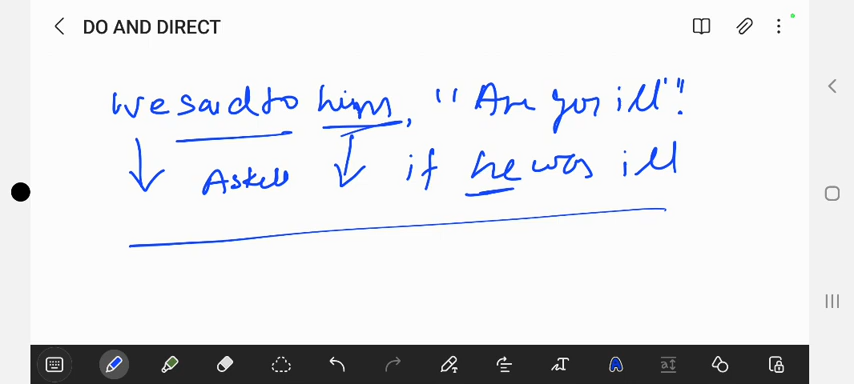 DO AND DIRECT
We said to him, "Are you ill"?
Asked if he was ill